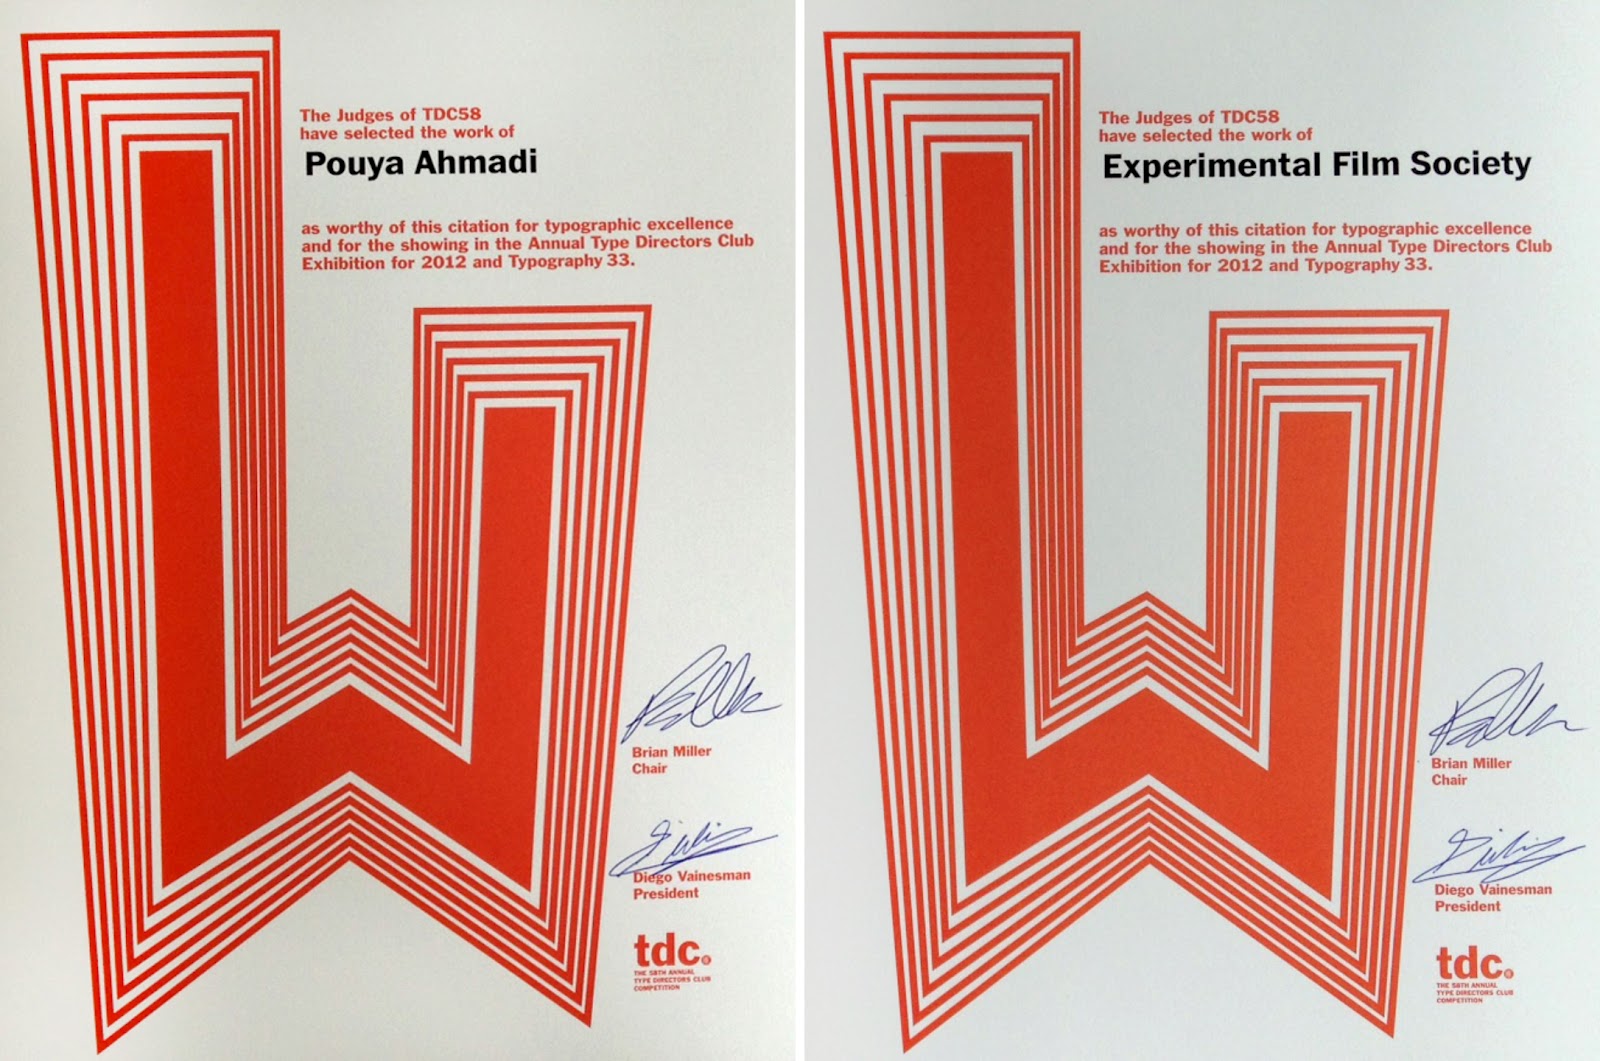 The Judges of TDC58
have selected the work of
Pouya Ahmadi
as worthy of this citation for typographic excellence
and for the showing in the Annual Type Directors Club
Exhibition for 2012 and Typography 33.
Brian Miller
Chair
Diego Vainesman
President
tdc.
THE 58TH ANNUAL
TYPE DIRECTORS CLUB
COMPETITION
The Judges of TDC58
have selected the work of
Experimental Film Society
as worthy of this citation for typographic excellence
and for the showing in the Annual Type Directors Club
Exhibition for 2012 and Typography 33.
Brian Miller
Chair
Diego Vainesman
President
tdc.
THE 58TH ANNUAL
TYPE DIRECTORS CLUB
COMPETITION